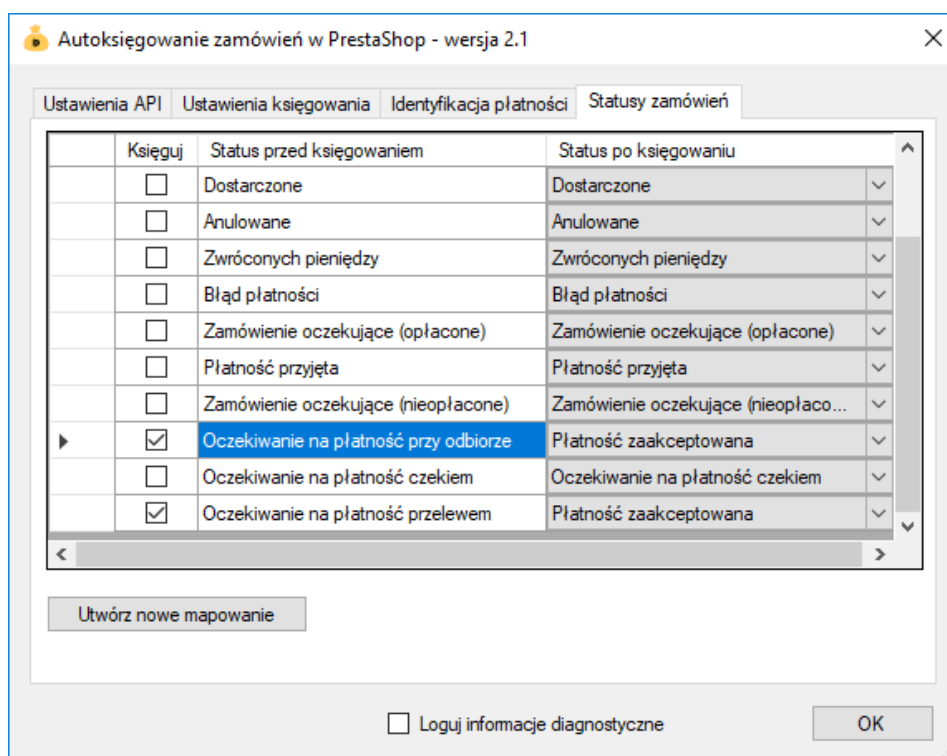 Autoksięgowanie zamówień w PrestaShop - wersja 2.1
Ustawienia API Ustawienia księgowania Identyfikacja płatności Statusy zamówień
Księguj Status przed księgowaniem Status po księgowaniu
Dostarczone Dostarczone
Anulowane Anulowane
Zwróconych pieniędzy Zwróconych pieniędzy
Błąd płatności Błąd płatności
Zamówienie oczekujące (opłacone) Zamówienie oczekujące (opłacone)
Płatność przyjęta Płatność przyjęta
Zamówienie oczekujące (nieopłacone) Zamówienie oczekujące (nieopłaco...
Oczekiwanie na płatność przy odbiorze Płatność zaakceptowana
Oczekiwanie na płatność czekiem Oczekiwanie na płatność czekiem
Oczekiwanie na płatność przelewem Płatność zaakceptowana
Utwórz nowe mapowanie
Loguj informacje diagnostyczne OK